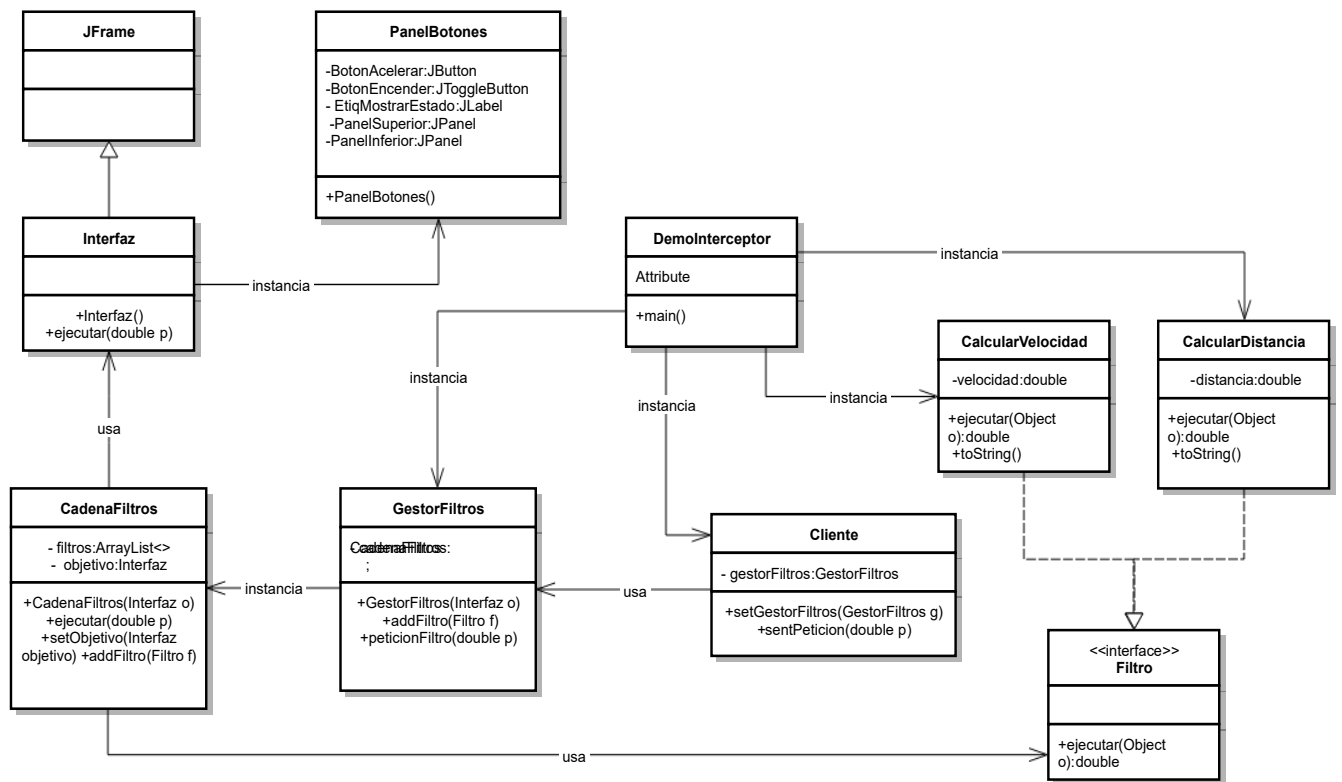 JFrame
PanelBotones
-BotonAcelerar:JButton
-BotonEncender:JToggleButton
- EtiqMostrarEstado:JLabel
-PanelSuperior:JPanel
-PanelInferior:JPanel
+PanelBotones()
Interfaz
+Interfaz()
+ejecutar(double p)
instancia
DemoInterceptor
Attribute
+main()
instancia
CalcularVelocidad
-velocidad:double
+ejecutar(Object
o):double
+toString()
CalcularDistancia
-distancia:double
+ejecutar(Object
o):double
+toString()
instancia
instancia
instancia
usa
CadenaFiltros
- filtros:ArrayList<>
- objetivo:Interfaz
+CadenaFiltros(Interfaz o)
+ejecutar(double p)
+setObjetivo(Interfaz
objetivo) +addFiltro(Filtro f)
instancia
GestorFiltros
;
+GestorFiltros(Interfaz o)
+addFiltro(Filtro f)
+peticionFiltro(double p)
usa
Cliente
- gestorFiltros:GestorFiltros
+setGestorFiltros(GestorFiltros g)
+sentPeticion(double p)
<<interface>>
Filtro
+ejecutar(Object
o):double
usa